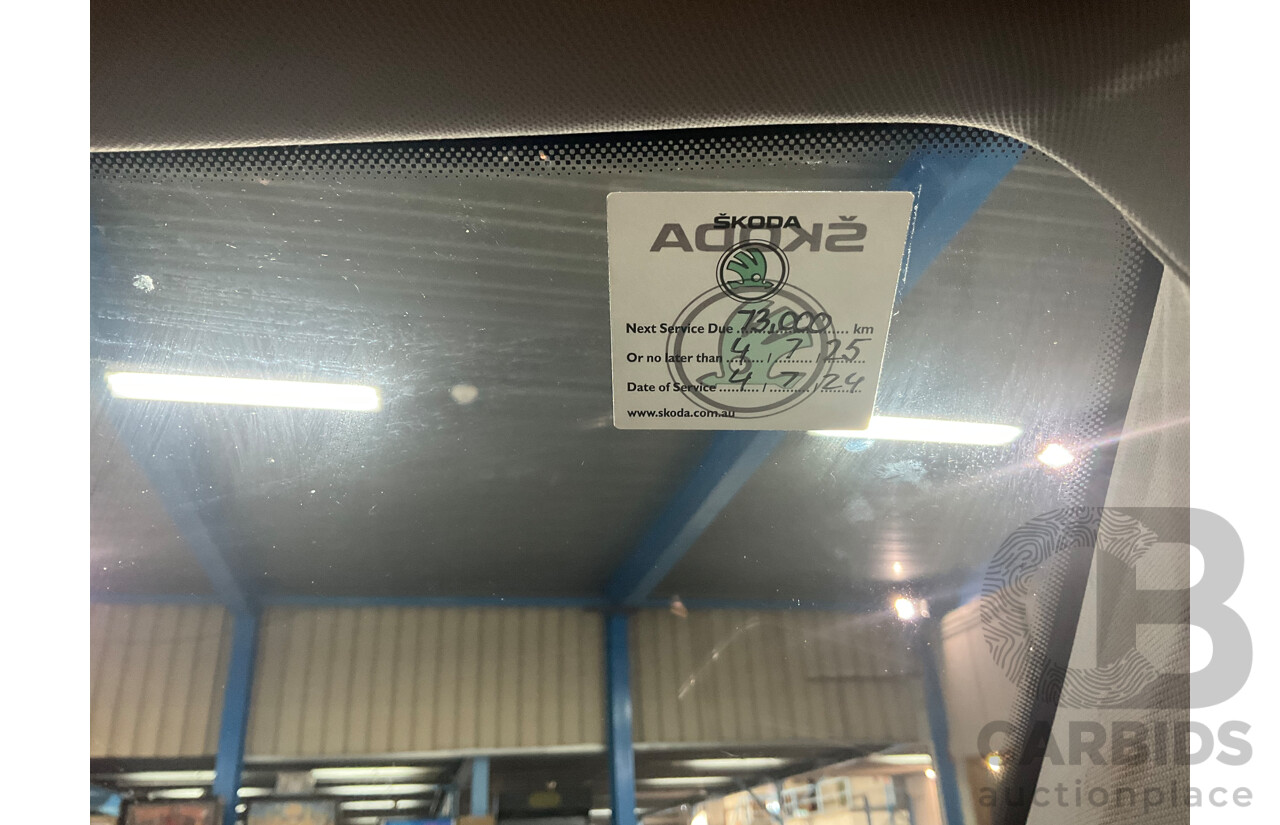 ŠKODA
ŠKODA
Next Service Due 73,000 km
Or no later than 4 / 7 / 25
Date of Service 4 / 7 / 24
www.skoda.com.au
CB
CARBIDS
auctionplace